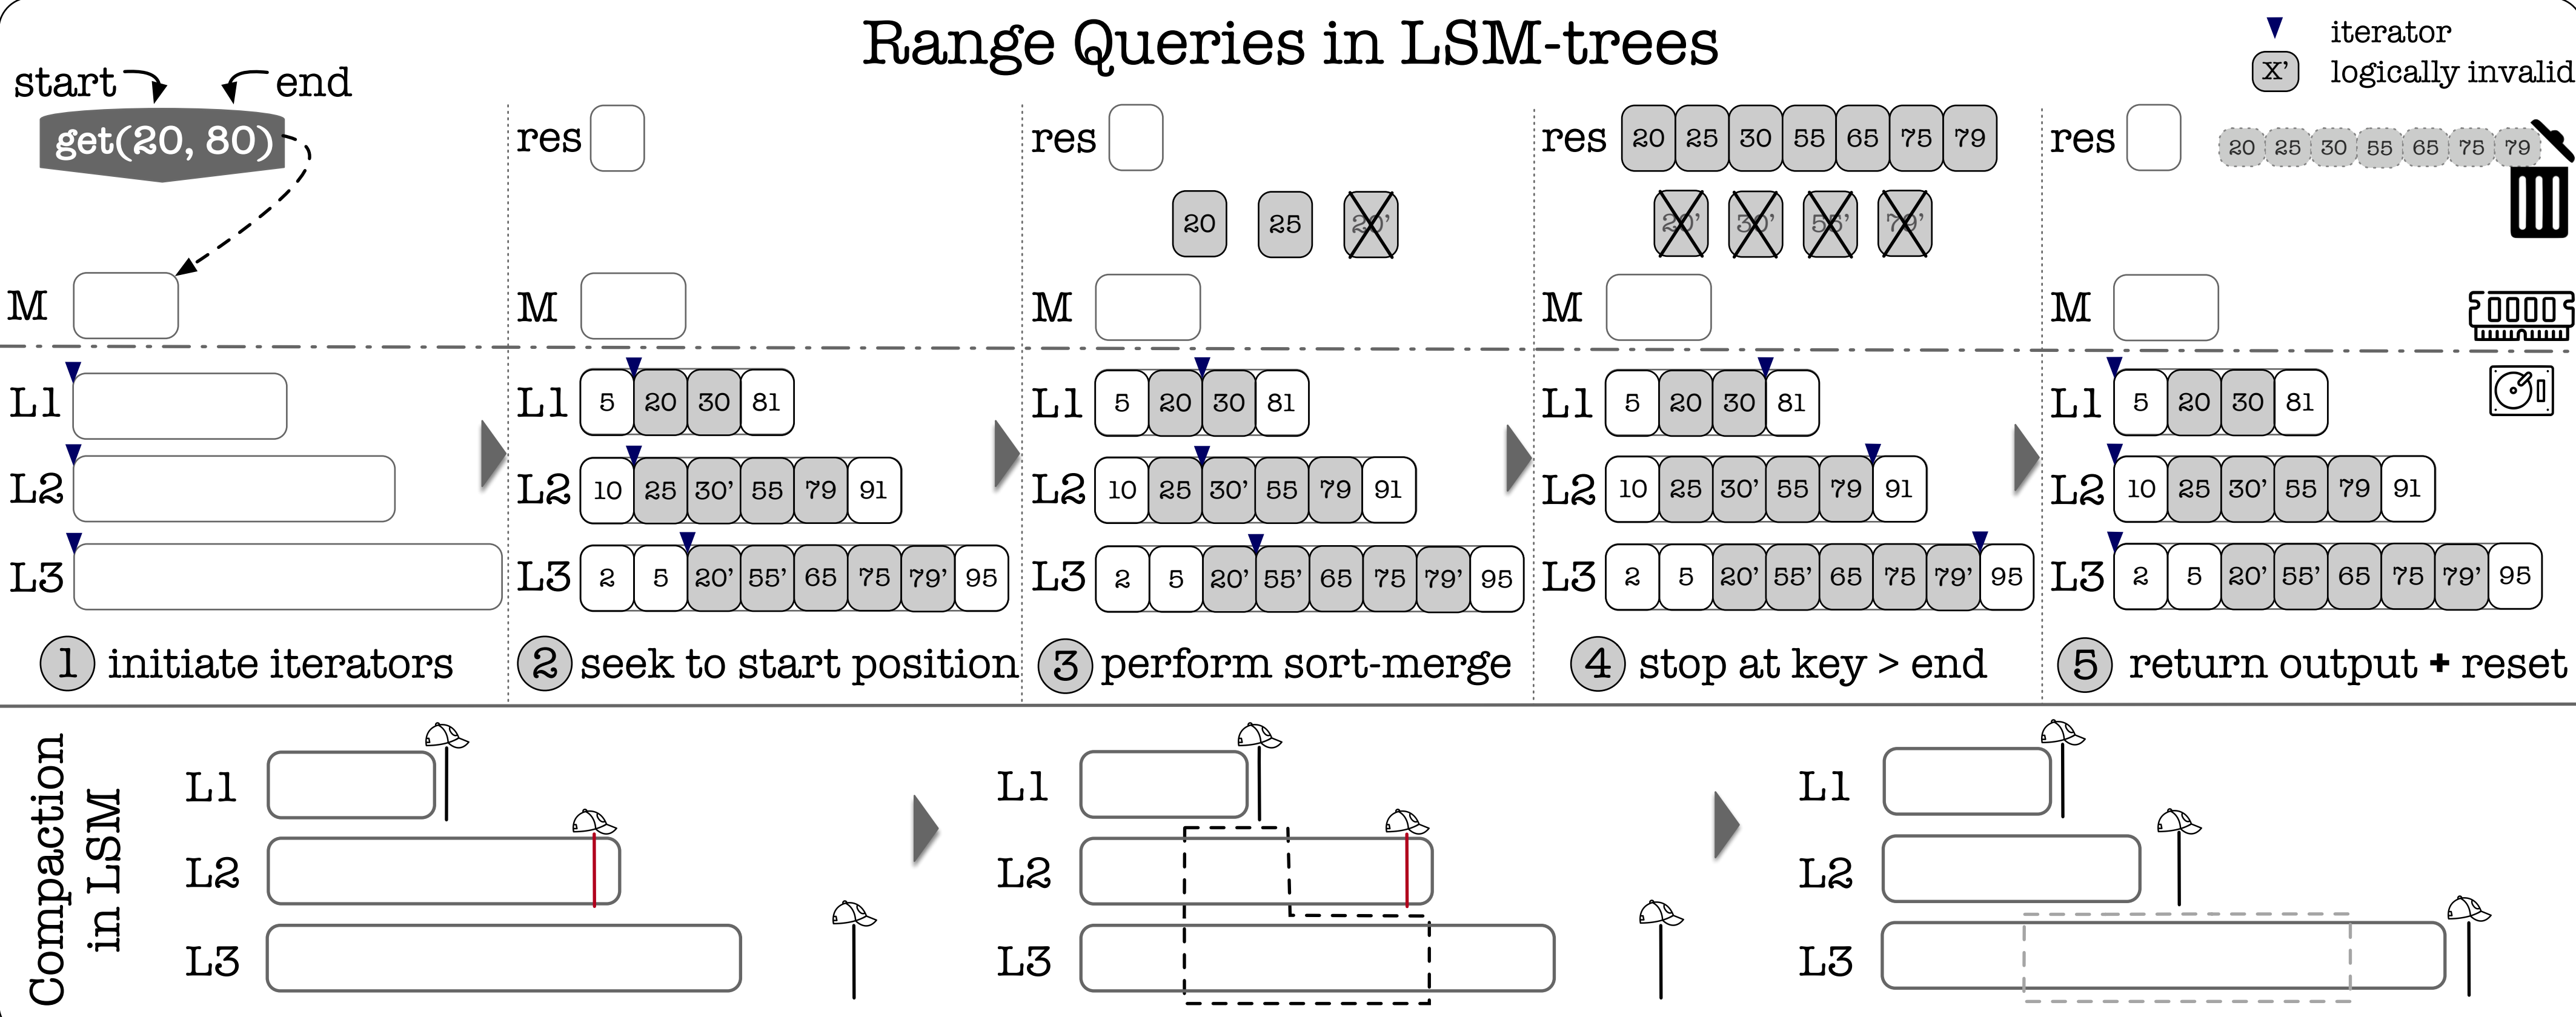 Range Queries in LSM-trees
iterator
X’ logically invalid
start end
get(20, 80)
M
L1
L2
L3
1 initiate iterators
res
M
L1 5 20 30 81
L2 10 25 30’ 55 79 91
L3 2 5 20’ 55’ 65 75 79’ 95
2 seek to start position
res
20 25 20’
M
L1 5 20 30 81
L2 10 25 30’ 55 79 91
L3 2 5 20’ 55’ 65 75 79’ 95
3 perform sort-merge
res 20 25 30 55 65 75 79
20’ 30’ 55’ 79’
M
L1 5 20 30 81
L2 10 25 30’ 55 79 91
L3 2 5 20’ 55’ 65 75 79’ 95
4 stop at key > end
res 20 25 30 55 65 75 79
M
L1 5 20 30 81
L2 10 25 30’ 55 79 91
L3 2 5 20’ 55’ 65 75 79’ 95
5 return output + reset
Compaction
in LSM
L1
L2
L3
L1
L2
L3
L1
L2
L3